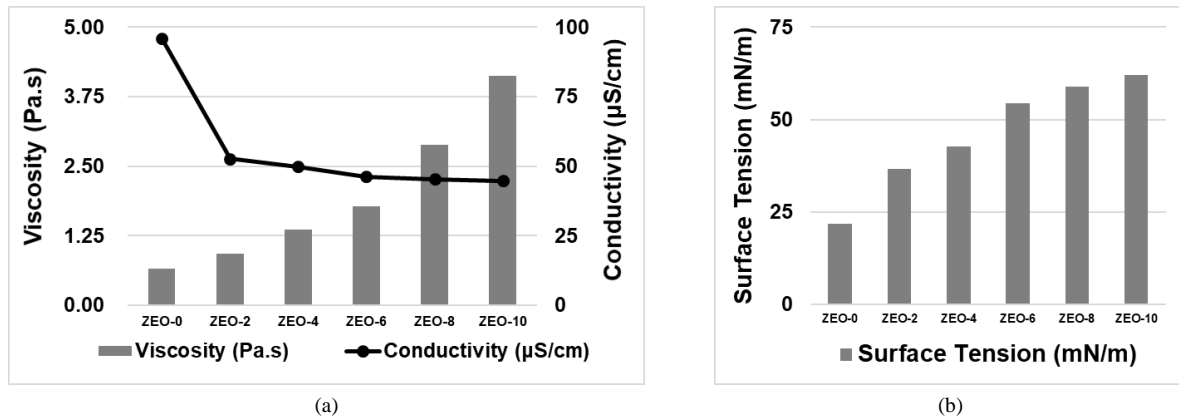 5.00
3.75
2.50
1.25
0.00
Viscosity (Pa.s)
100
75
50
25
0
Conductivity (µS/cm)
ZEO-0 ZEO-2 ZEO-4 ZEO-6 ZEO-8 ZEO-10
Viscosity (Pa.s) Conductivity (µS/cm)
(a)
75
50
25
0
Surface Tension (mN/m)
ZEO-0 ZEO-2 ZEO-4 ZEO-6 ZEO-8 ZEO-10
Surface Tension (mN/m)
(b)